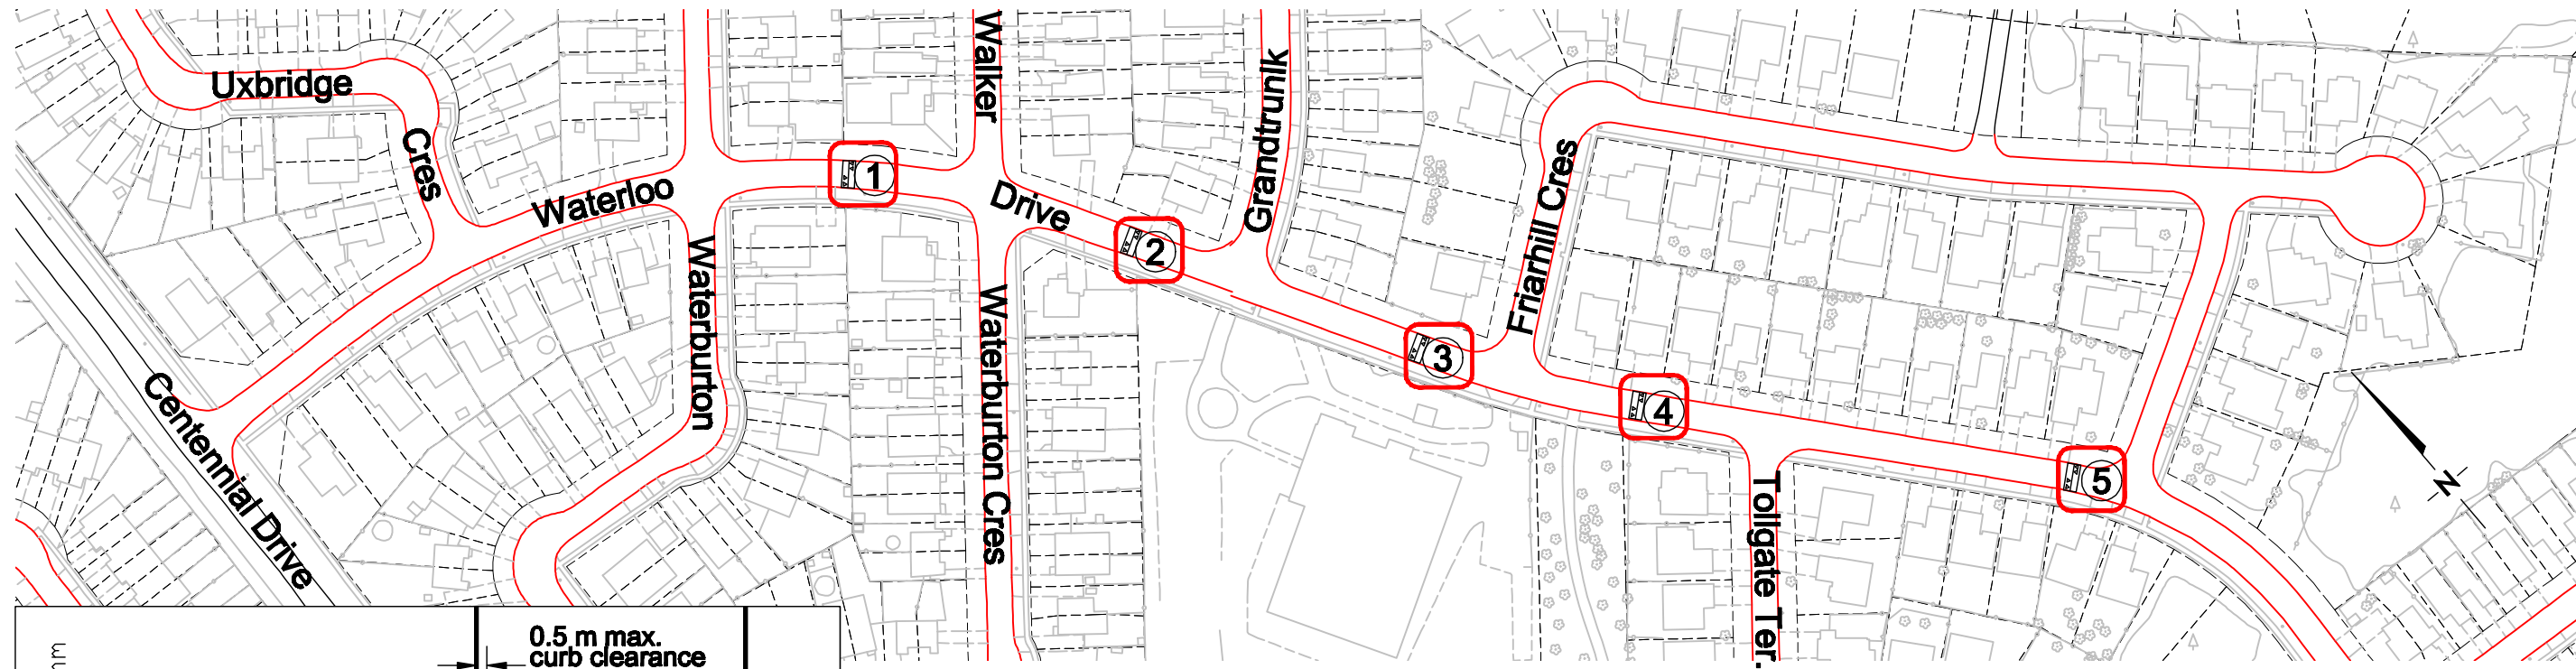 Uxbridge
Cres
Waterloo
Walker
Drive
Grandtrunik
Friarhill Cres
Waterburton
Waterburton Cres
Centennial Drive
Tollgate Ter.
1
2
3
4
5
N
0.5 m max.
curb clearance